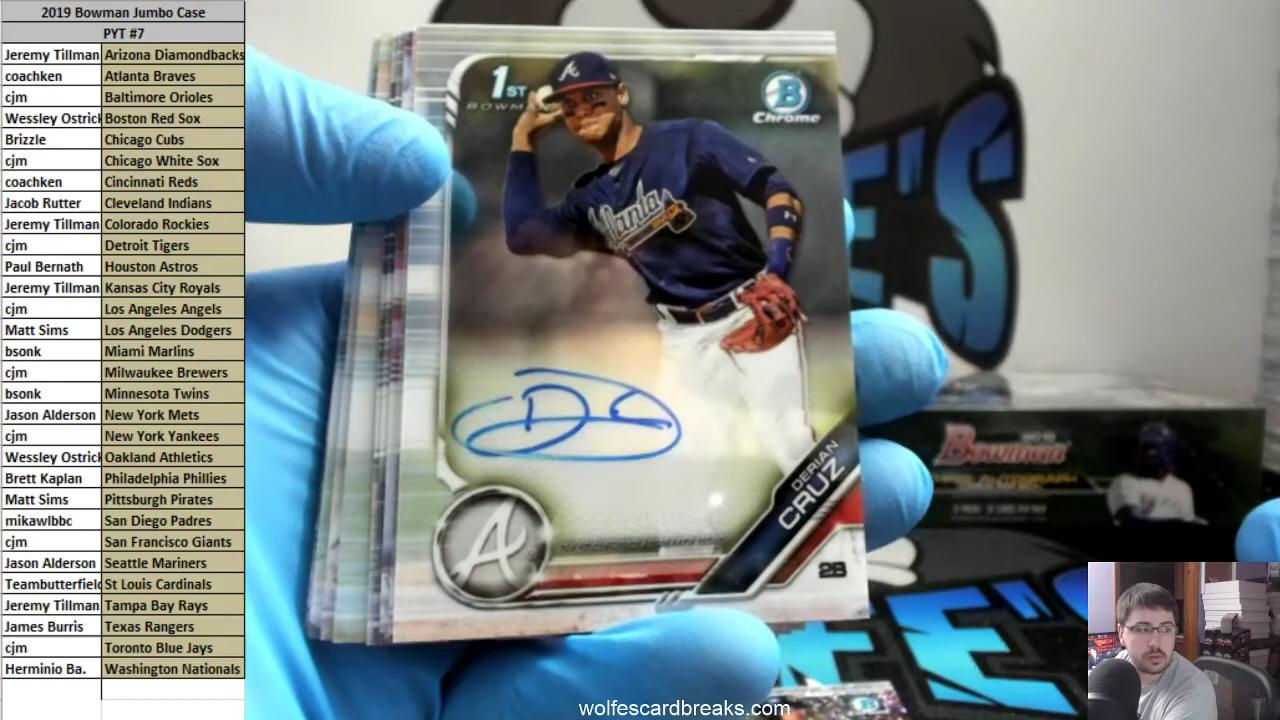 2019 Bowman Jumbo Case
PYT #7
Jeremy Tillman Arizona Diamondbacks
coachken Atlanta Braves
cjm Baltimore Orioles
Wessley Ostrich Boston Red Sox
Brizzle Chicago Cubs
cjm Chicago White Sox
coachken Cincinnati Reds
Jacob Rutter Cleveland Indians
Jeremy Tillman Colorado Rockies
cjm Detroit Tigers
Paul Bernath Houston Astros
Jeremy Tillman Kansas City Royals
cjm Los Angeles Angels
Matt Sims Los Angeles Dodgers
bsonk Miami Marlins
cjm Milwaukee Brewers
bsonk Minnesota Twins
Jason Alderson New York Mets
cjm New York Yankees
Wessley Ostrich Oakland Athletics
Brett Kaplan Philadelphia Phillies
Matt Sims Pittsburgh Pirates
mikawlbbc San Diego Padres
cjm San Francisco Giants
Jason Alderson Seattle Mariners
Teambutterfield St Louis Cardinals
Jeremy Tillman Tampa Bay Rays
James Burris Texas Rangers
cjm Toronto Blue Jays
Herminio Ba. Washington Nationals
1ST
BOWMAN
B
Chrome
A
Atlanta
A
DERIAN
CRUZ
2B
E'S
Bowman
FE'S
wolfescardbreaks.com